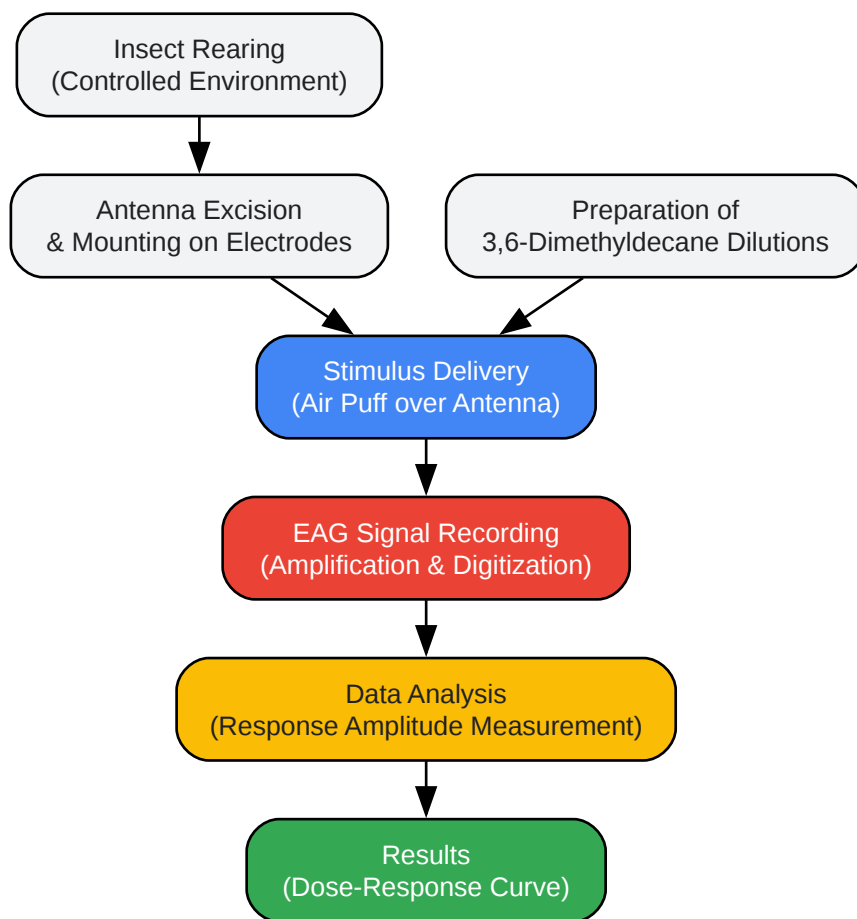 Insect Rearing
(Controlled Environment)
Antenna Excision
& Mounting on Electrodes
Preparation of
3,6-Dimethyldecane Dilutions
Stimulus Delivery
(Air Puff over Antenna)
EAG Signal Recording
(Amplification & Digitization)
Data Analysis
(Response Amplitude Measurement)
Results
(Dose-Response Curve)